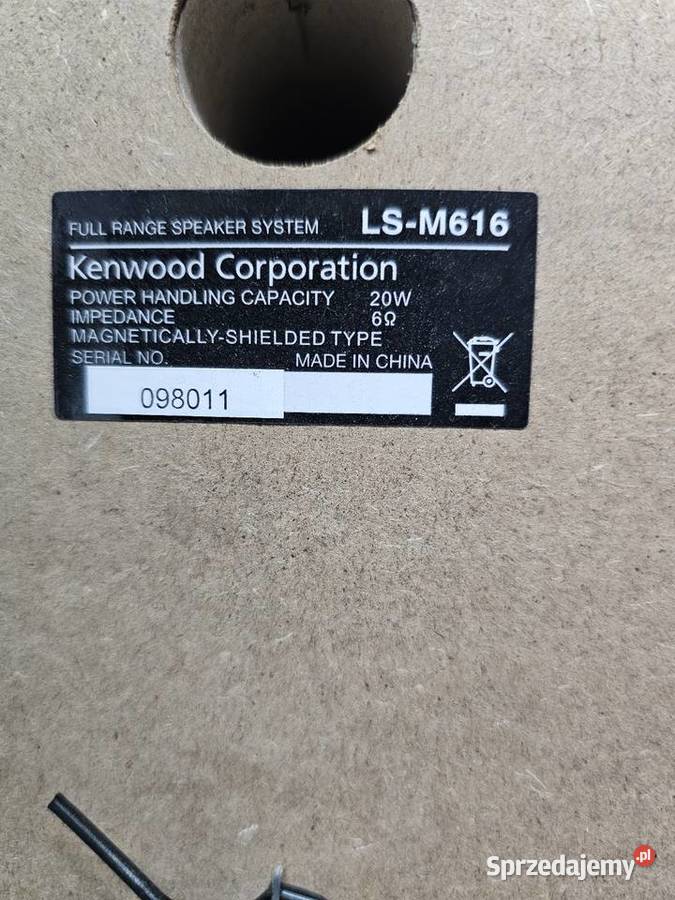 FULL RANGE SPEAKER SYSTEM LS-M616
Kenwood Corporation
POWER HANDLING CAPACITY 20W
IMPEDANCE 6Ω
MAGNETICALLY-SHIELDED TYPE
SERIAL NO. MADE IN CHINA
098011
Sprzedajemy.pl